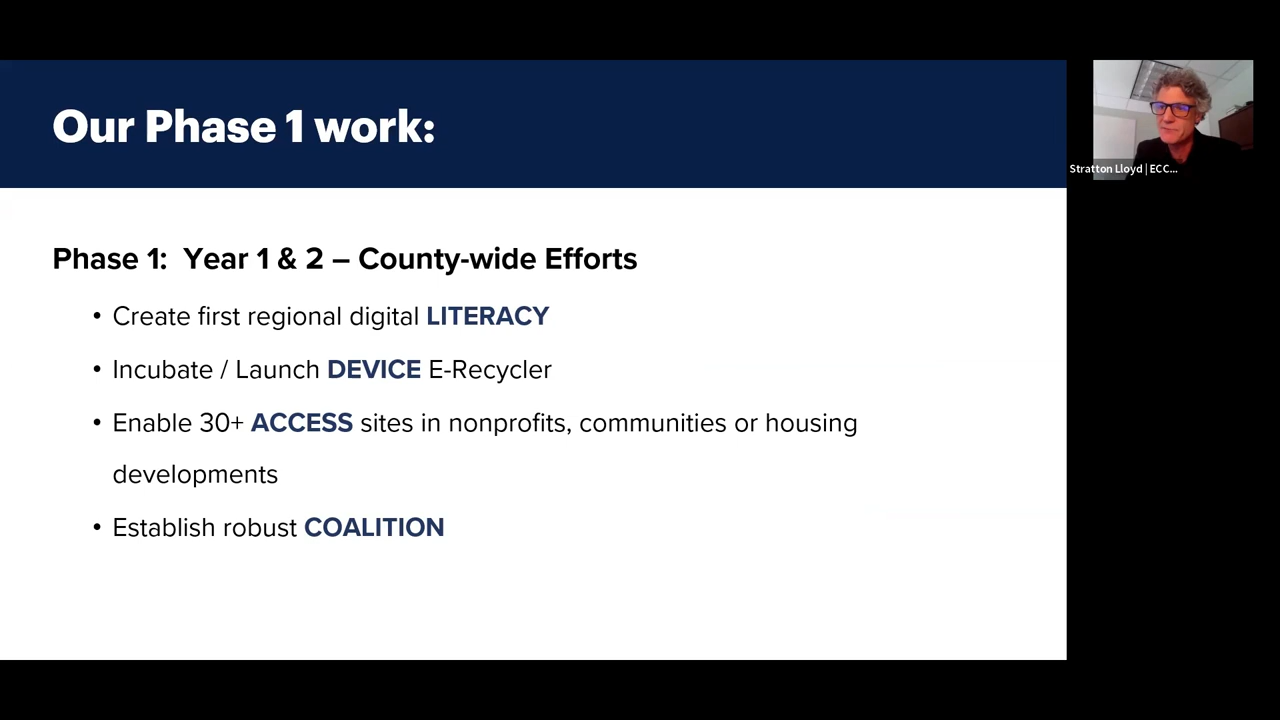 Our Phase 1 work:
Stratton Lloyd | ECC...
Phase 1: Year 1 & 2 – County-wide Efforts
• Create first regional digital LITERACY
• Incubate / Launch DEVICE E-Recycler
• Enable 30+ ACCESS sites in nonprofits, communities or housing
developments
• Establish robust COALITION